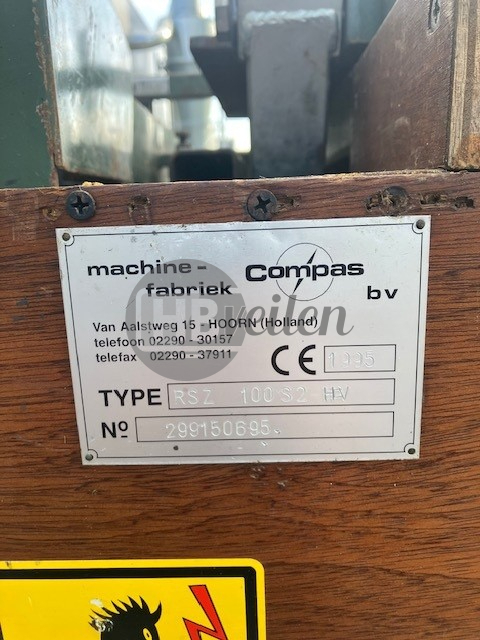 machine-fabriek Compas bv
HBveilen
Van Aalstweg 15 - HOORN (Holland)
telefoon 02290 - 30157
telefax 02290 - 37911
CE 1995
TYPE RSZ 100 S2 HV
Nº 299150695